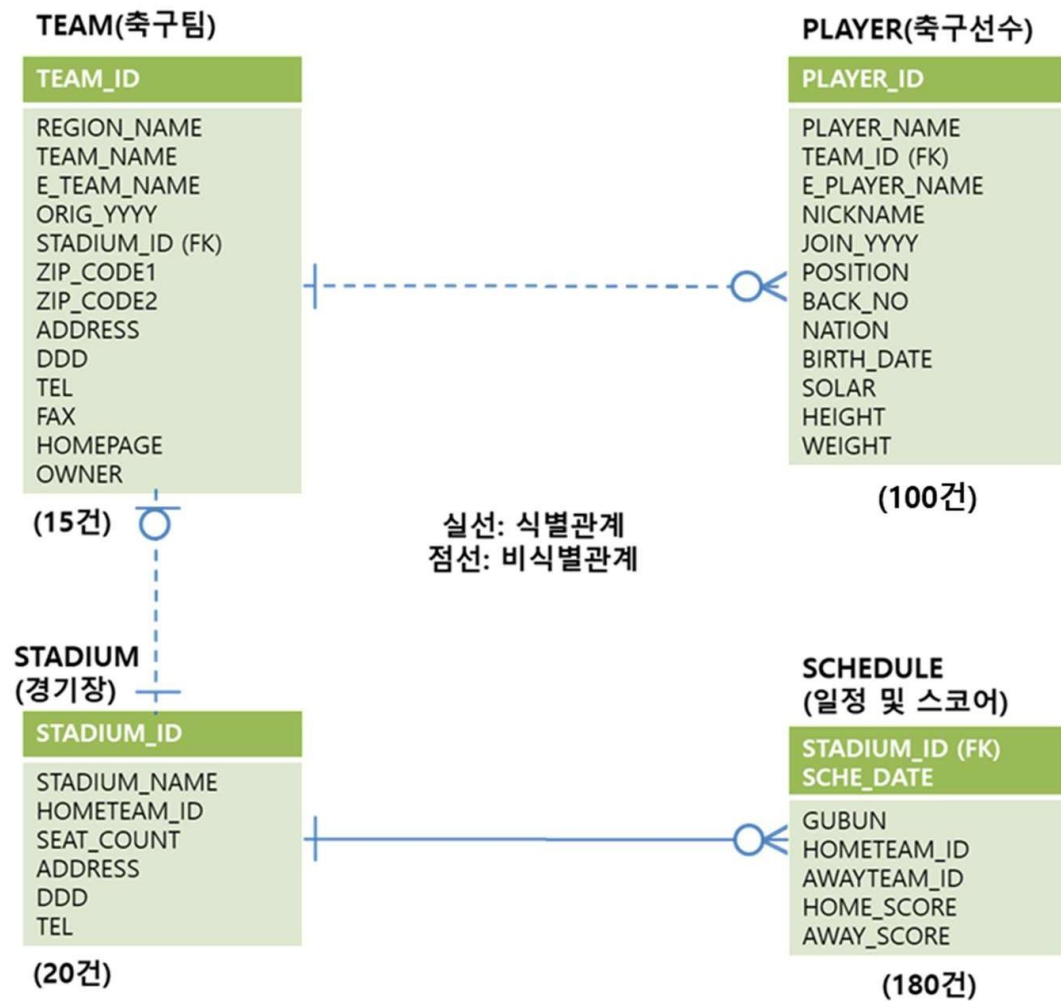 TEAM(축구팀)
TEAM_ID
REGION_NAME
TEAM_NAME
E_TEAM_NAME
ORIG_YYYY
STADIUM_ID (FK)
ZIP_CODE1
ZIP_CODE2
ADDRESS
DDD
TEL
FAX
HOMEPAGE
OWNER
(15건)
PLAYER(축구선수)
PLAYER_ID
PLAYER_NAME
TEAM_ID (FK)
E_PLAYER_NAME
NICKNAME
JOIN_YYYY
POSITION
BACK_NO
NATION
BIRTH_DATE
SOLAR
HEIGHT
WEIGHT
(100건)
실선: 식별관계
점선: 비식별관계
STADIUM
(경기장)
STADIUM_ID
STADIUM_NAME
HOMETEAM_ID
SEAT_COUNT
ADDRESS
DDD
TEL
(20건)
SCHEDULE
(일정 및 스코어)
STADIUM_ID (FK)
SCHE_DATE
GUBUN
HOMETEAM_ID
AWAYTEAM_ID
HOME_SCORE
AWAY_SCORE
(180건)